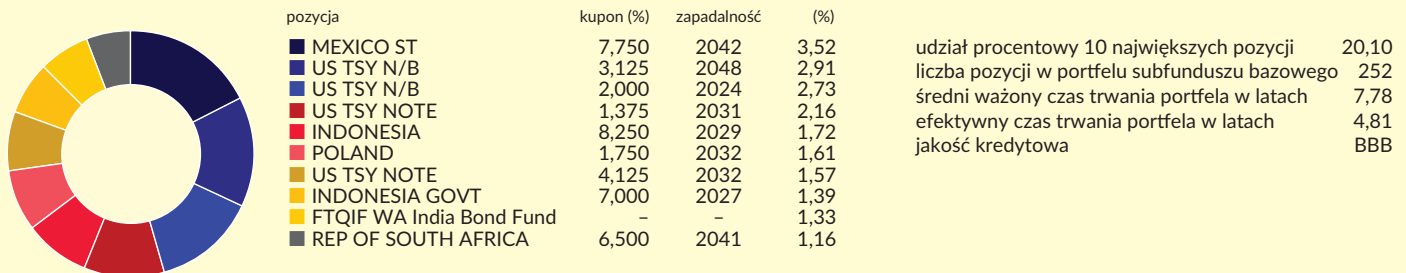 pozycja kupon (%) zapadalność (%)
MEXICO ST 7,750 2042 3,52
US TSY N/B 3,125 2048 2,91
US TSY N/B 2,000 2024 2,73
US TSY NOTE 1,375 2031 2,16
INDONESIA 8,250 2029 1,72
POLAND 1,750 2032 1,61
US TSY NOTE 4,125 2032 1,57
INDONESIA GOVT 7,000 2027 1,39
FTQIF WA India Bond Fund – – 1,33
REP OF SOUTH AFRICA 6,500 2041 1,16
udział procentowy 10 największych pozycji 20,10
liczba pozycji w portfelu subfunduszu bazowego 252
średni ważony czas trwania portfela w latach 7,78
efektywny czas trwania portfela w latach 4,81
jakość kredytowa BBB